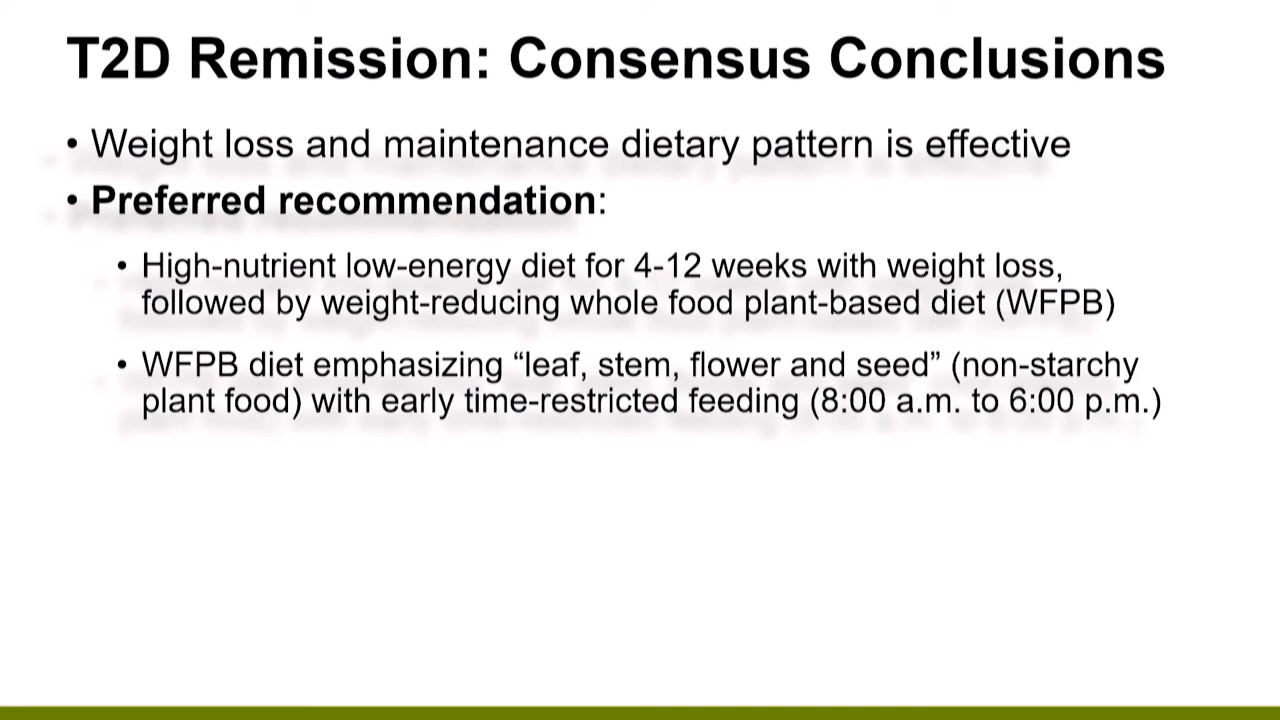 T2D Remission: Consensus Conclusions
• Weight loss and maintenance dietary pattern is effective
• Preferred recommendation:
• High-nutrient low-energy diet for 4-12 weeks with weight loss,
followed by weight-reducing whole food plant-based diet (WFPB)
• WFPB diet emphasizing “leaf, stem, flower and seed” (non-starchy
plant food) with early time-restricted feeding (8:00 a.m. to 6:00 p.m.)